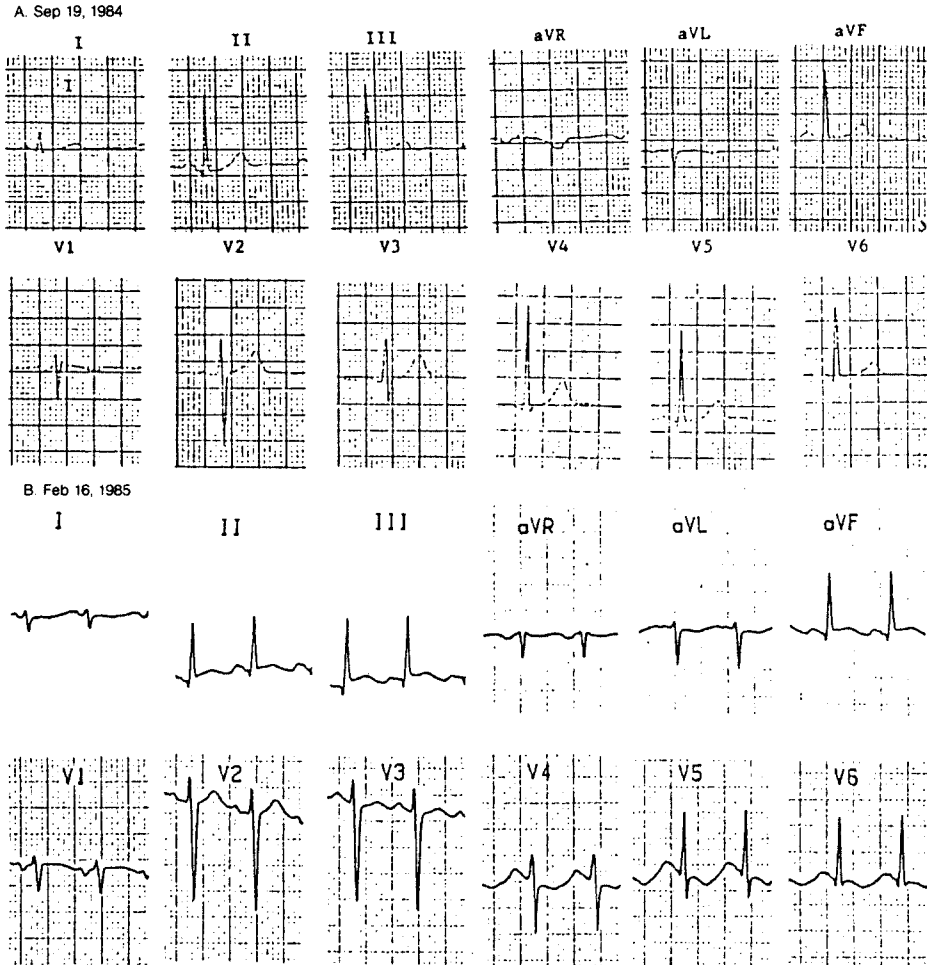 A. Sep 19, 1984
I II III aVR aVL aVF
I
V1 V2 V3 V4 V5 V6
B. Feb 16, 1985
I II III aVR aVL aVF
V1 V2 V3 V4 V5 V6